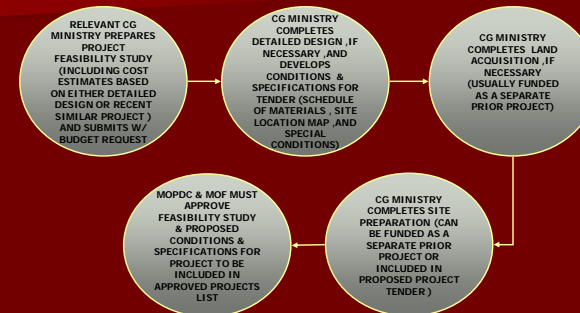 RELEVANT CG
MINISTRY PREPARES
PROJECT
FEASIBILITY STUDY
(INCLUDING COST
ESTIMATES BASED
ON EITHER DETAILED
DESIGN OR RECENT
SIMILAR PROJECT )
AND SUBMITS W/
BUDGET REQUEST
CG MINISTRY
COMPLETES
DETAILED DESIGN ,IF
NECESSARY ,AND
DEVELOPS
CONDITIONS &
SPECIFICATIONS FOR
TENDER (SCHEDULE
OF MATERIALS , SITE
LOCATION MAP ,AND
SPECIAL
CONDITIONS)
CG MINISTRY
COMPLETES LAND
ACQUISITION ,IF
NECESSARY
(USUALLY FUNDED
AS A SEPARATE
PRIOR PROJECT)
CG MINISTRY
COMPLETES SITE
PREPARATION (CAN
BE FUNDED AS A
SEPARATE PRIOR
PROJECT OR
INCLUDED IN
PROPOSED PROJECT
TENDER )
MOPDC & MOF MUST
APPROVE
FEASIBILITY STUDY
& PROPOSED
CONDITIONS &
SPECIFICATIONS FOR
PROJECT TO BE
INCLUDED IN
APPROVED PROJECTS
LIST